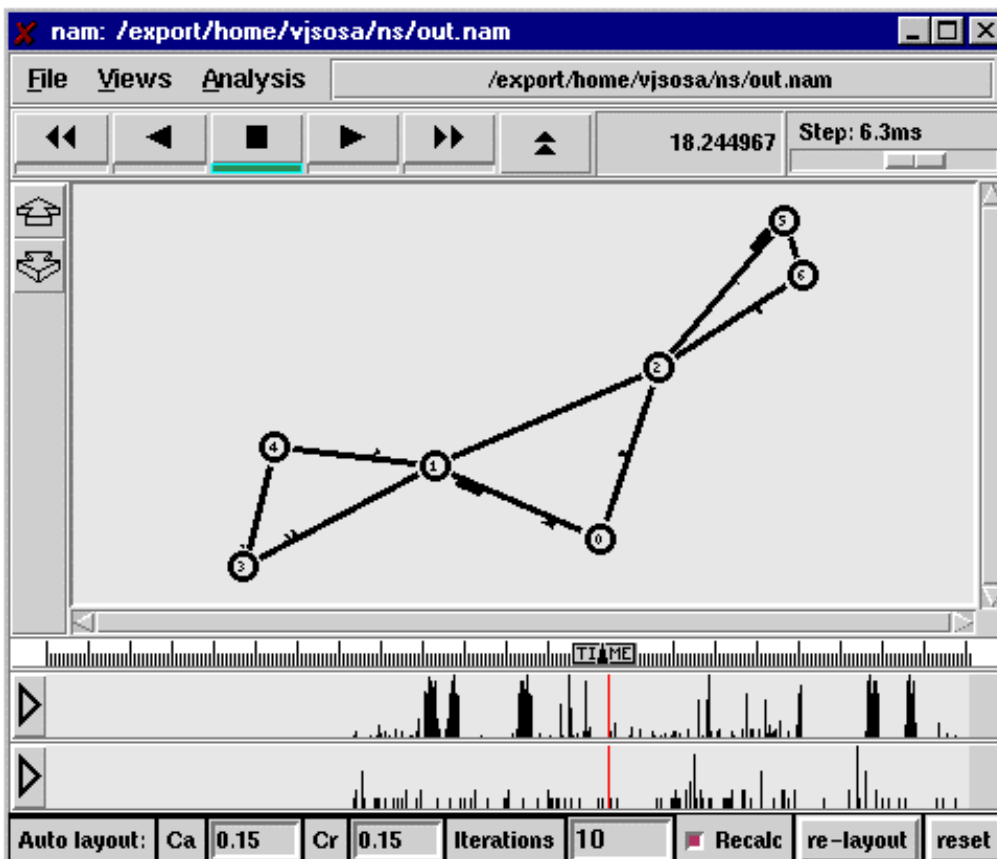 nam: /export/home/vjsosa/ns/out.nam
File Views Analysis /export/home/vjsosa/ns/out.nam
18.244967 Step: 6.3ms
5
6
2
4
1
0
3
TIME
Auto layout: Ca 0.15 Cr 0.15 Iterations 10 Recalc re-layout reset